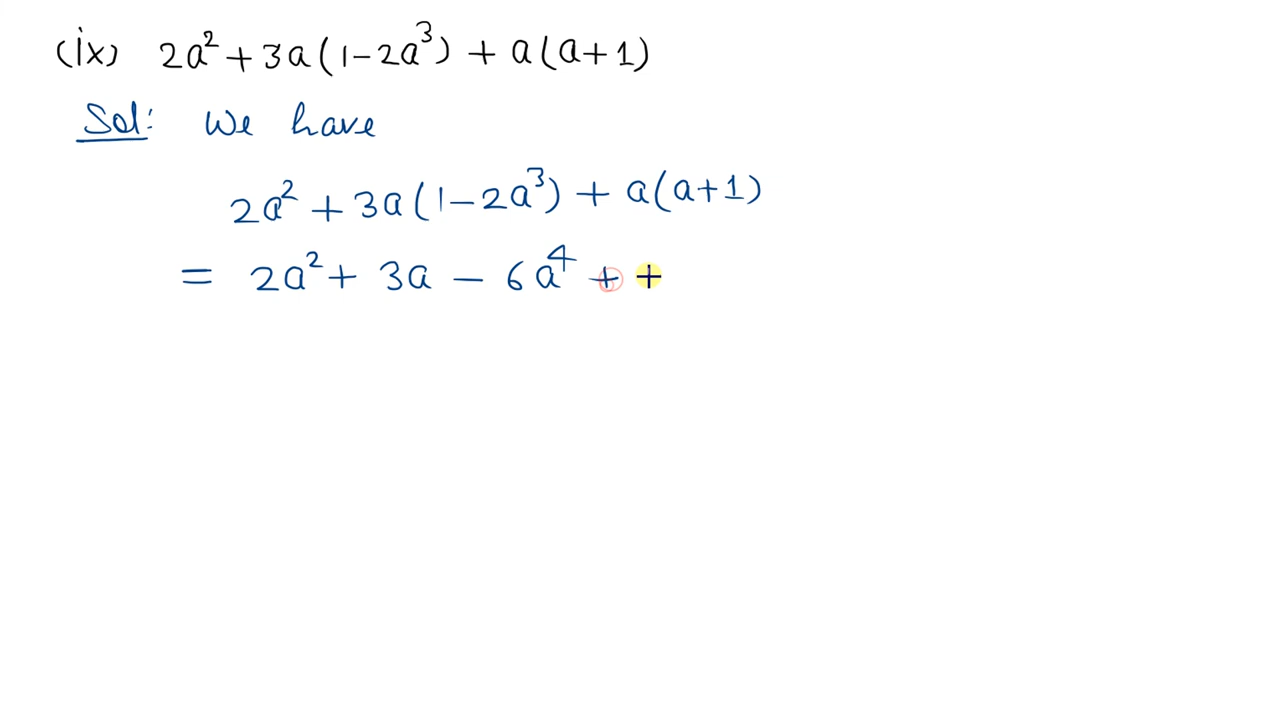 (ix) 2a² + 3a(1-2a³) + a(a+1)
Sol: We have
2a² + 3a(1-2a³) + a(a+1)
= 2a² + 3a - 6a⁴ + +